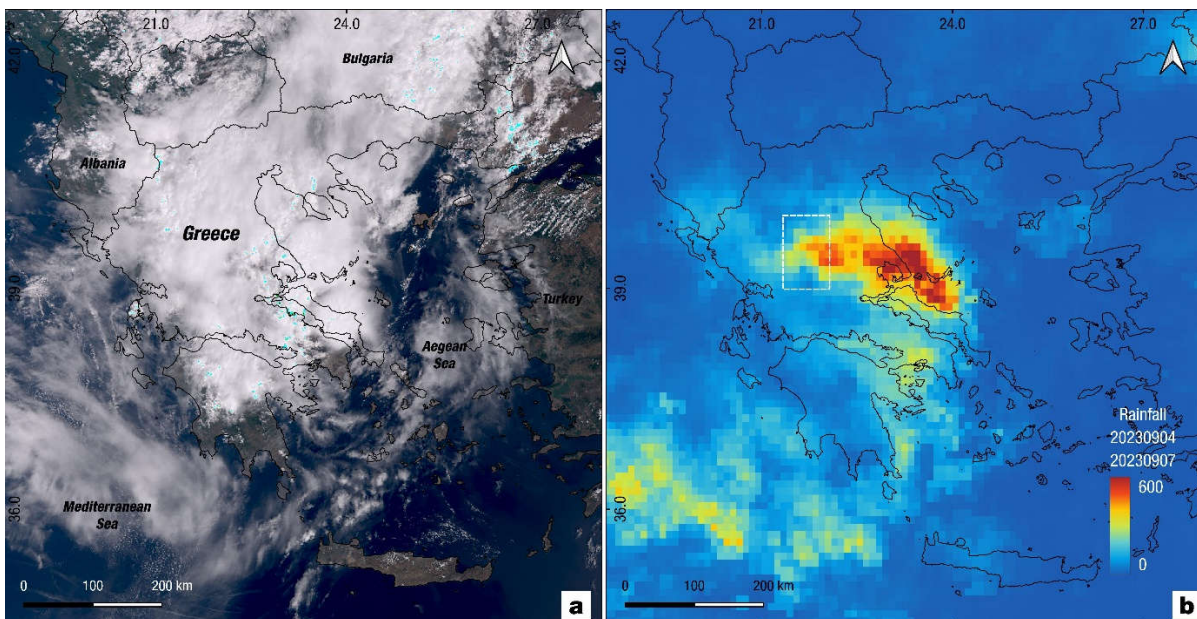 21.0
24.0
27.0
42.0
Bulgaria
Albania
Greece
39.0
Turkey
Aegean
Sea
36.0
Mediterranean
Sea
0 100 200 km
a
21.0
24.0
27.0
42.0
39.0
36.0
Rainfall
20230904
20230907
600
0
0 100 200 km
b